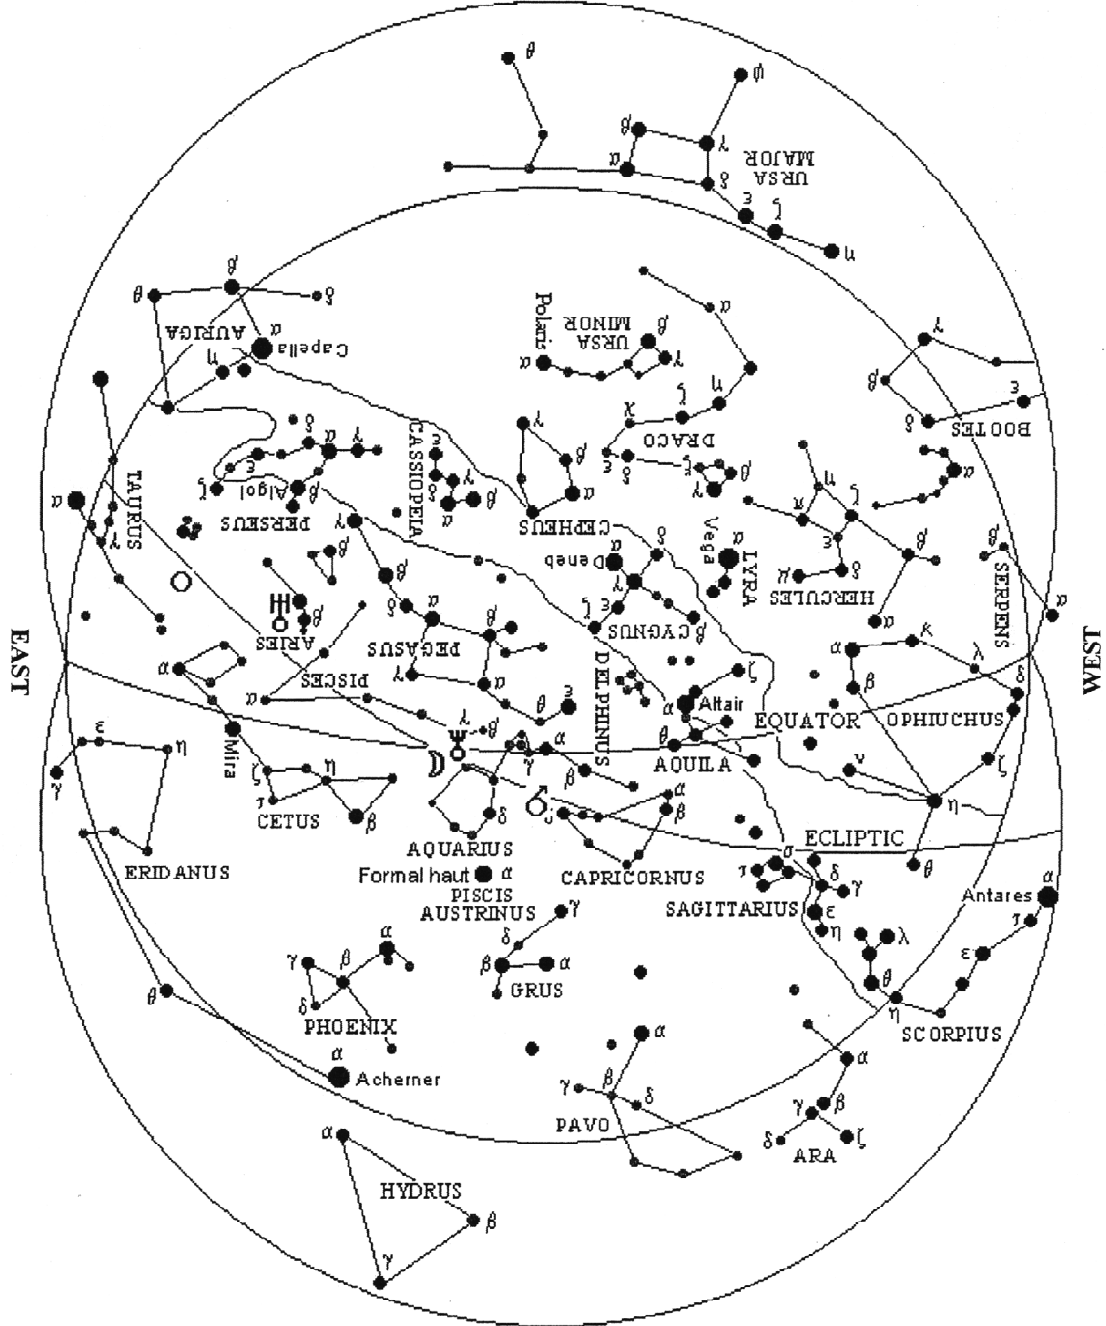 θ
ψ
β
γ
α
δ
URSA
MAJOR
ε
ζ
η
β
θ
δ
AURIGA
α
Capella
η
Polaris
α
URSA
MINOR
β
γ
α
γ
β
ε
δ
BOOTES
η
ζ
χ
DRACO
ε
δ
ξ
β
γ
CASSIOPEIA
ε
γ
δ
β
α
γ
β
α
CEPHEUS
δ
α
γ
ε
Algol
β
ζ
PERSEUS
TAURUS
α
γ
γ
β
η
ζ
π
ε
β
δ
μ
HERCULES
α
β
SERPENS
α
Vega
α
LYRA
Deneb
α
δ
γ
ε
ζ
CYGNUS
β
β
β
ARIES
β
δ
α
PEGASUS
β
γ
α
θ
ε
DELPHINUS
EAST
WEST
α
α
PISCES
γ
β
ζ
α
Altair
θ
AQUILA
EQUATOR
α
κ
λ
β
δ
OPHIUCHUS
ν
ζ
η
θ
ε
η
γ
ERIDANUS
Mira
ζ
η
τ
CETUS
β
γ
α
β
δ
AQUARIUS
α
β
CAPRICORNUS
ECLIPTIC
Formal haut
α
PISCIS
AUSTRINUS
σ
τ
δ
γ
SAGITTARIUS
ε
η
α
Antares
τ
ε
λ
θ
η
SCORPIUS
γ
δ
β
α
GRUS
α
γ
β
δ
PHOENIX
θ
α
Acherner
α
γ
β
δ
PAVO
α
β
γ
δ
ζ
ARA
α
HYDRUS
β
γ